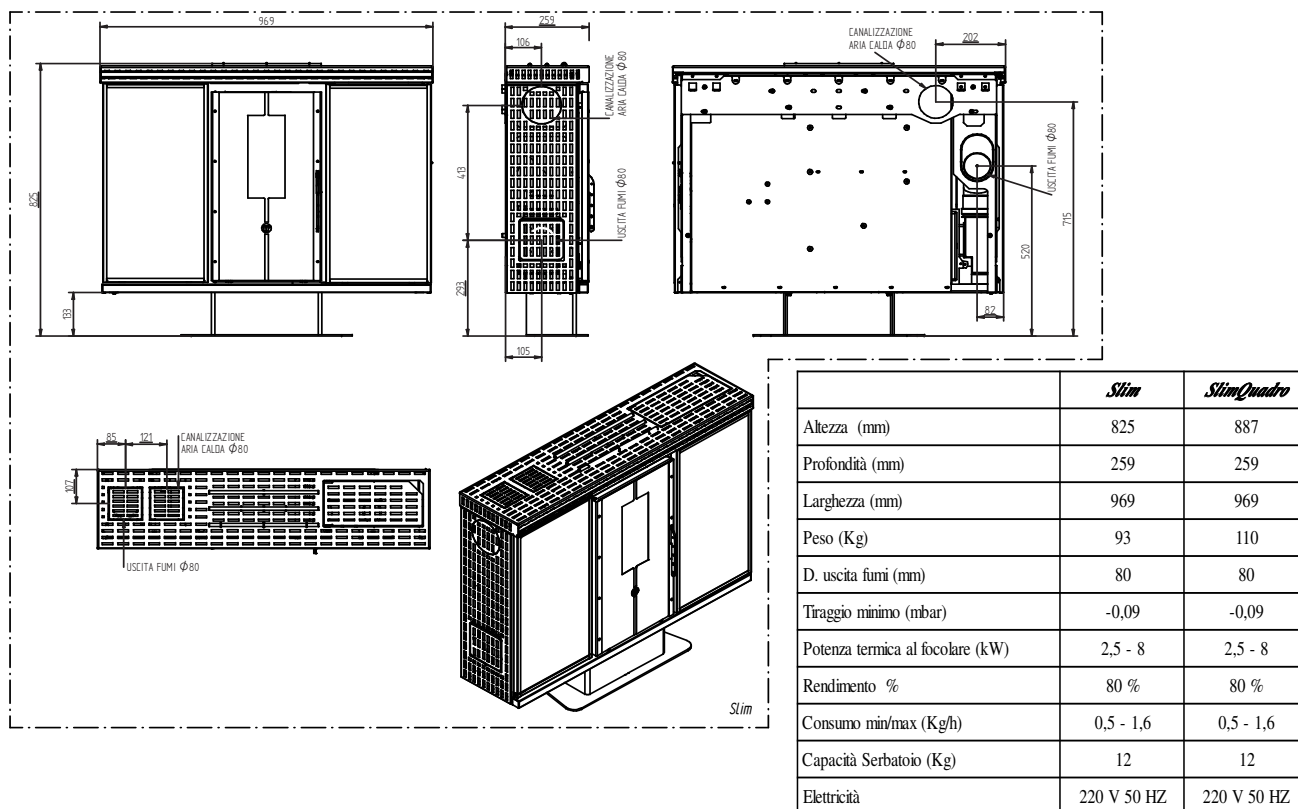 969
825
133
259
106
CANALIZZAZIONE
ARIA CALDA Φ80
413
USCITA FUMI Φ80
293
105
CANALIZZAZIONE
ARIA CALDA Φ80
202
USCITA FUMI Φ80
715
520
82
85
121
CANALIZZAZIONE
ARIA CALDA Φ80
107
USCITA FUMI Φ80
Slim
Slim SlimQuadro
Altezza (mm) 825 887
Profondità (mm) 259 259
Larghezza (mm) 969 969
Peso (Kg) 93 110
D. uscita fumi (mm) 80 80
Tiraggio minimo (mbar) -0,09 -0,09
Potenza termica al focolare (kW) 2,5 - 8 2,5 - 8
Rendimento % 80 % 80 %
Consumo min/max (Kg/h) 0,5 - 1,6 0,5 - 1,6
Capacità Serbatoio (Kg) 12 12
Elettricità 220 V 50 HZ 220 V 50 HZ